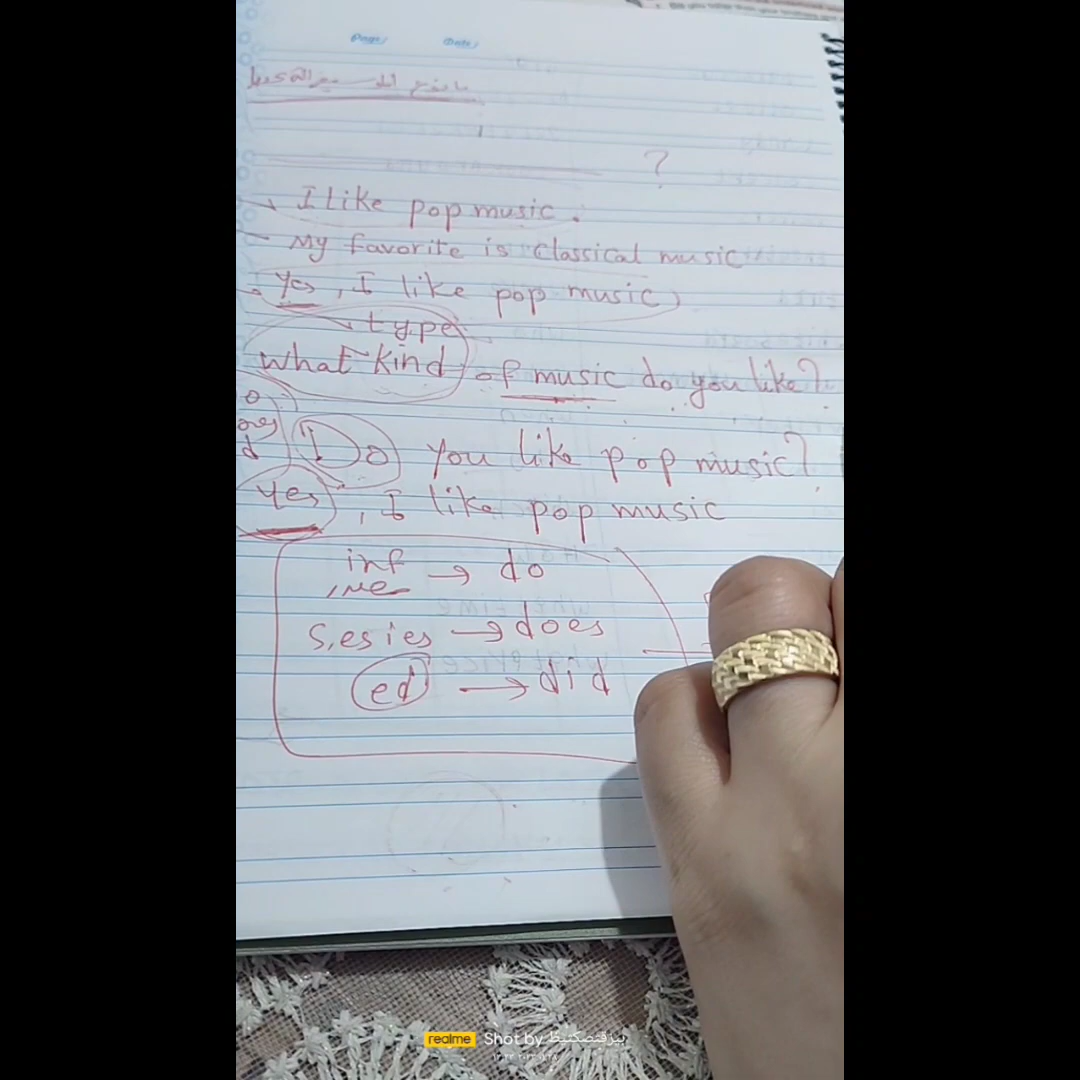 Page: Date:
?
I Like pop music.
- My favorite is classical music
- Yes, I like pop music
type
what kind of music do you like?
Do you like pop music?
Yes, I like pop music
inf → do
s, es ies → does
ed → did
realme Shot by